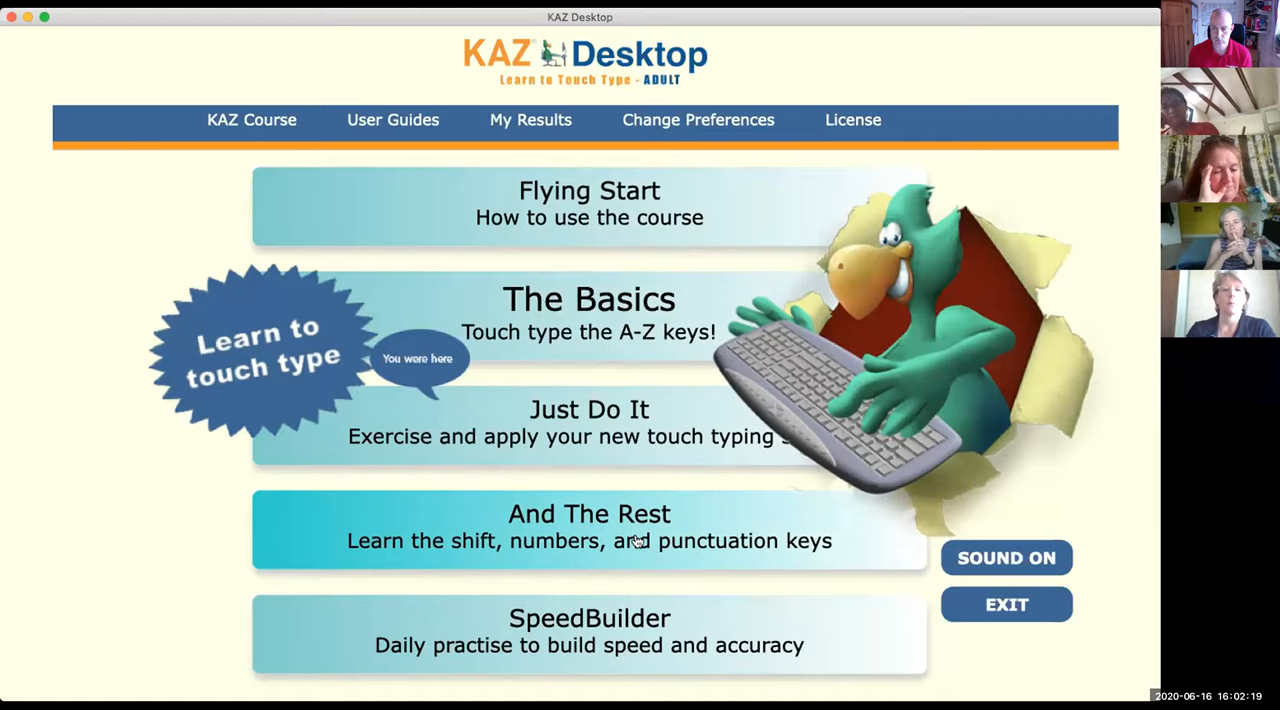 KAZ Desktop
KAZ Desktop
Learn to Touch Type - ADULT
KAZ Course User Guides My Results Change Preferences License
Flying Start
How to use the course
Learn to
touch type
You were here
The Basics
Touch type the A-Z keys!
Just Do It
Exercise and apply your new touch typing s
And The Rest
Learn the shift, numbers, and punctuation keys
SOUND ON
EXIT
SpeedBuilder
Daily practise to build speed and accuracy
2020-06-16 16:02:19